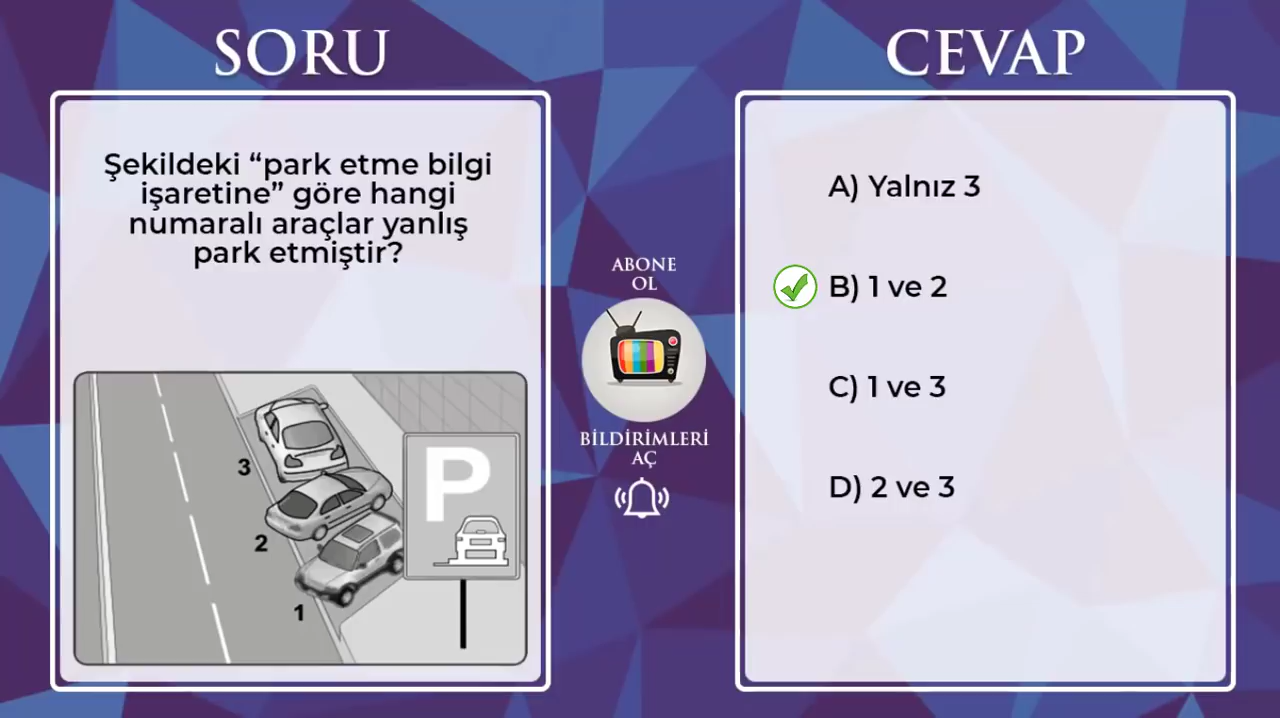 SORU
Şekildeki “park etme bilgi
işaretine” göre hangi
numaralı araçlar yanlış
park etmiştir?
3
2
1
P
ABONE
OL
BİLDİRİMLERİ
AÇ
CEVAP
A) Yalnız 3
B) 1 ve 2
C) 1 ve 3
D) 2 ve 3